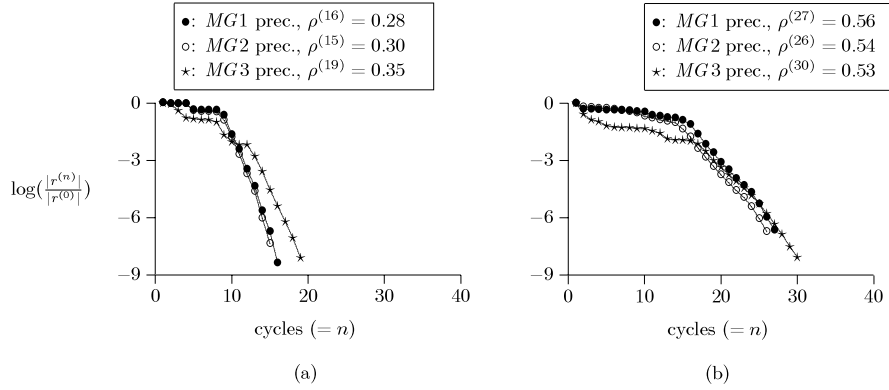 ●: MG1 prec., ρ^(16) = 0.28
○: MG2 prec., ρ^(15) = 0.30
★: MG3 prec., ρ^(19) = 0.35
●: MG1 prec., ρ^(27) = 0.56
○: MG2 prec., ρ^(26) = 0.54
★: MG3 prec., ρ^(30) = 0.53
log(|r^(n)|/|r^(0)|)
0
−3
−6
−9
0 10 20 30 40
cycles (= n)
(a)
0
−3
−6
−9
0 10 20 30 40
cycles (= n)
(b)